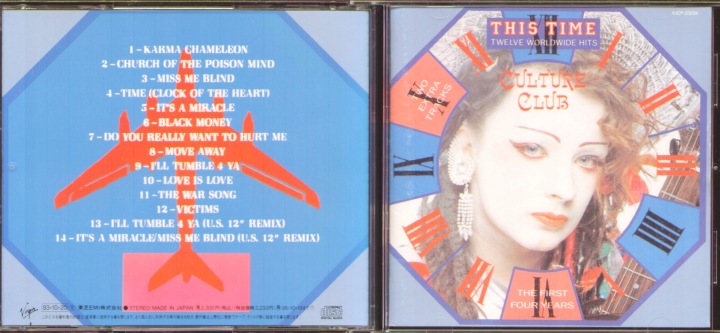 1 – KARMA CHAMELEON
2 – CHURCH OF THE POISON MIND
3 – MISS ME BLIND
4 – TIME (CLOCK OF THE HEART)
5 – IT'S A MIRACLE
6 – BLACK MONEY
7 – DO YOU REALLY WANT TO HURT ME
8 – MOVE AWAY
9 – I'LL TUMBLE 4 YA
10 – LOVE IS LOVE
11 – THE WAR SONG
12 – VICTIMS
13 – I'LL TUMBLE 4 YA (U.S. 12" REMIX)
14 – IT'S A MIRACLE/MISS ME BLIND (U.S. 12" REMIX)
Virgin
STEREO MADE IN JAPAN
THIS TIME
TWELVE WORLDWIDE HITS
TWO
EXTRA
TRACKS
CULTURE
CLUB
XII
I
X
IX
IIII
VI
THE FIRST
FOUR YEARS